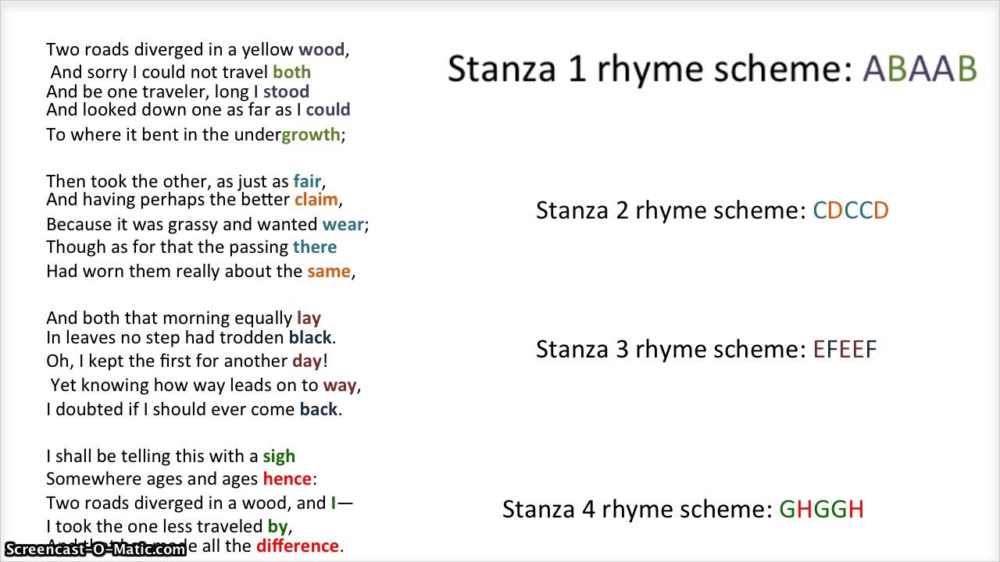 Two roads diverged in a yellow wood,
And sorry I could not travel both
And be one traveler, long I stood
And looked down one as far as I could
To where it bent in the undergrowth;
Then took the other, as just as fair,
And having perhaps the better claim,
Because it was grassy and wanted wear;
Though as for that the passing there
Had worn them really about the same,
And both that morning equally lay
In leaves no step had trodden black.
Oh, I kept the first for another day!
Yet knowing how way leads on to way,
I doubted if I should ever come back.
I shall be telling this with a sigh
Somewhere ages and ages hence:
Two roads diverged in a wood, and I—
I took the one less traveled by,
all the difference.
Screencast-O-Matic.com
Stanza 1 rhyme scheme: ABAAB
Stanza 2 rhyme scheme: CDCCD
Stanza 3 rhyme scheme: EFEEF
Stanza 4 rhyme scheme: GHGGH